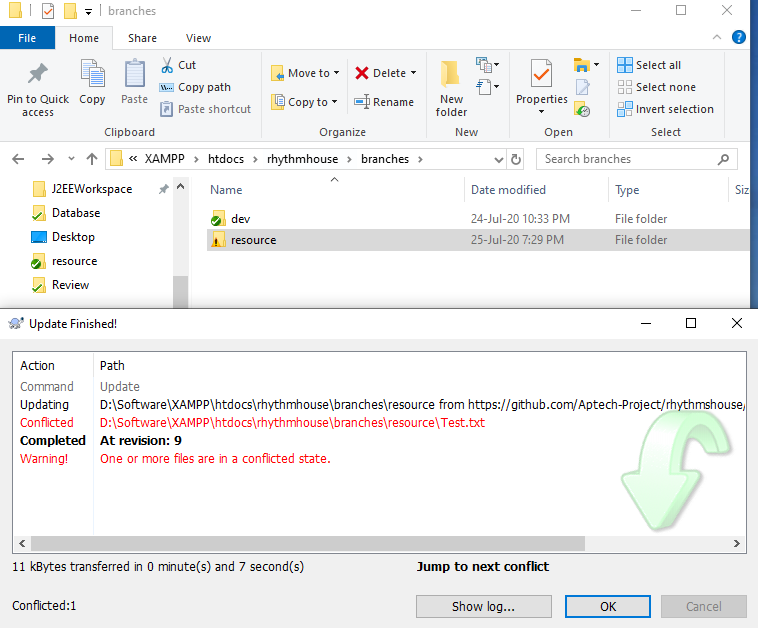 branches
File Home Share View
Pin to Quick access
Copy
Paste
Cut
Copy path
Paste shortcut
Clipboard
Move to
Copy to
Delete
Rename
Organize
New folder
New
Properties
Open
Select all
Select none
Invert selection
Select
« XAMPP › htdocs › rhythmhouse › branches ›
Search branches
J2EEWorkspace
Database
Desktop
resource
Review
Name Date modified Type Siz
dev 24-Jul-20 10:33 PM File folder
resource 25-Jul-20 7:29 PM File folder
Update Finished!
Action Path
Command Update
Updating D:\Software\XAMPP\htdocs\rhythmhouse\branches\resource from https://github.com/Aptech-Project/rhythmshouse/
Conflicted D:\Software\XAMPP\htdocs\rhythmhouse\branches\resource\Test.txt
Completed At revision: 9
Warning! One or more files are in a conflicted state.
11 kBytes transferred in 0 minute(s) and 7 second(s)
Jump to next conflict
Conflicted:1
Show log...
OK
Cancel